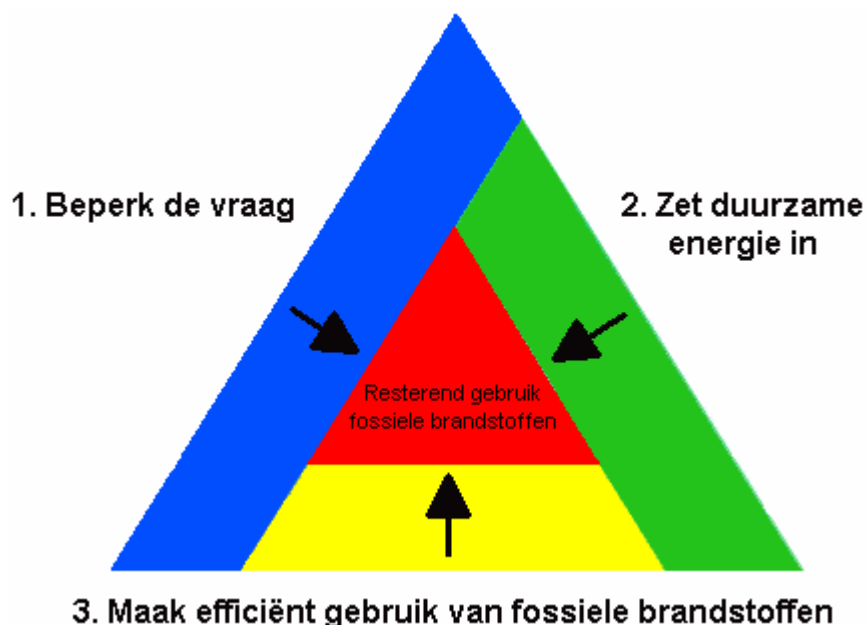 1. Beperk de vraag
2. Zet duurzame
energie in
Resterend gebruik
fossiele brandstoffen
3. Maak efficiënt gebruik van fossiele brandstoffen